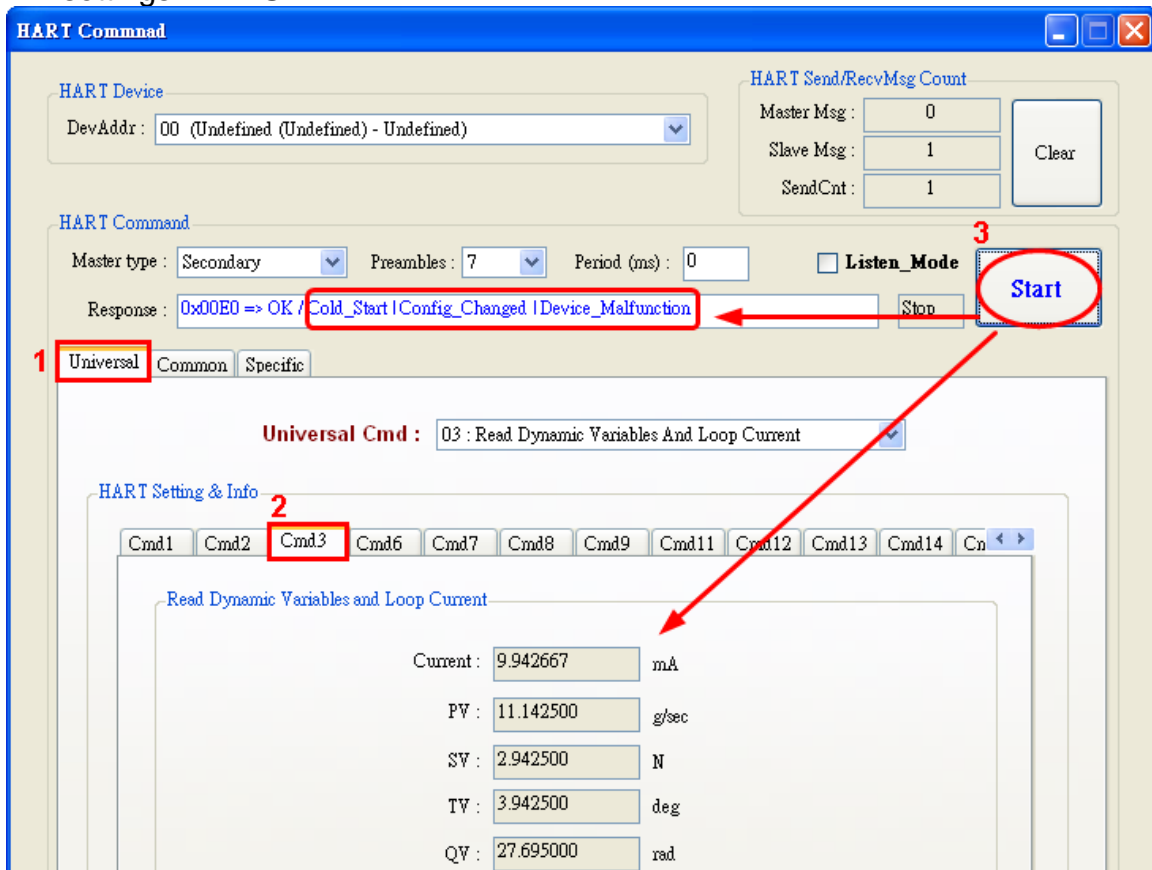 HART Commnad
HART Device
DevAddr : 00 (Undefined (Undefined) - Undefined)
HART Send/RecvMsg Count
Master Msg : 0
Slave Msg : 1
SendCnt : 1
Clear
HART Command
Master type : Secondary Preambles : 7 Period (ms) : 0 Listen_Mode
3
Start
Response : 0x00E0 => OK / Cold_Start | Config_Changed | Device_Malfunction Stop
1 Universal Common Specific
Universal Cmd : 03 : Read Dynamic Variables And Loop Current
HART Setting & Info
2
Cmd1 Cmd2 Cmd3 Cmd6 Cmd7 Cmd8 Cmd9 Cmd11 Cmd12 Cmd13 Cmd14
Read Dynamic Variables and Loop Current
Current : 9.942667 mA
PV : 11.142500 g/sec
SV : 2.942500 N
TV : 3.942500 deg
QV : 27.695000 rad